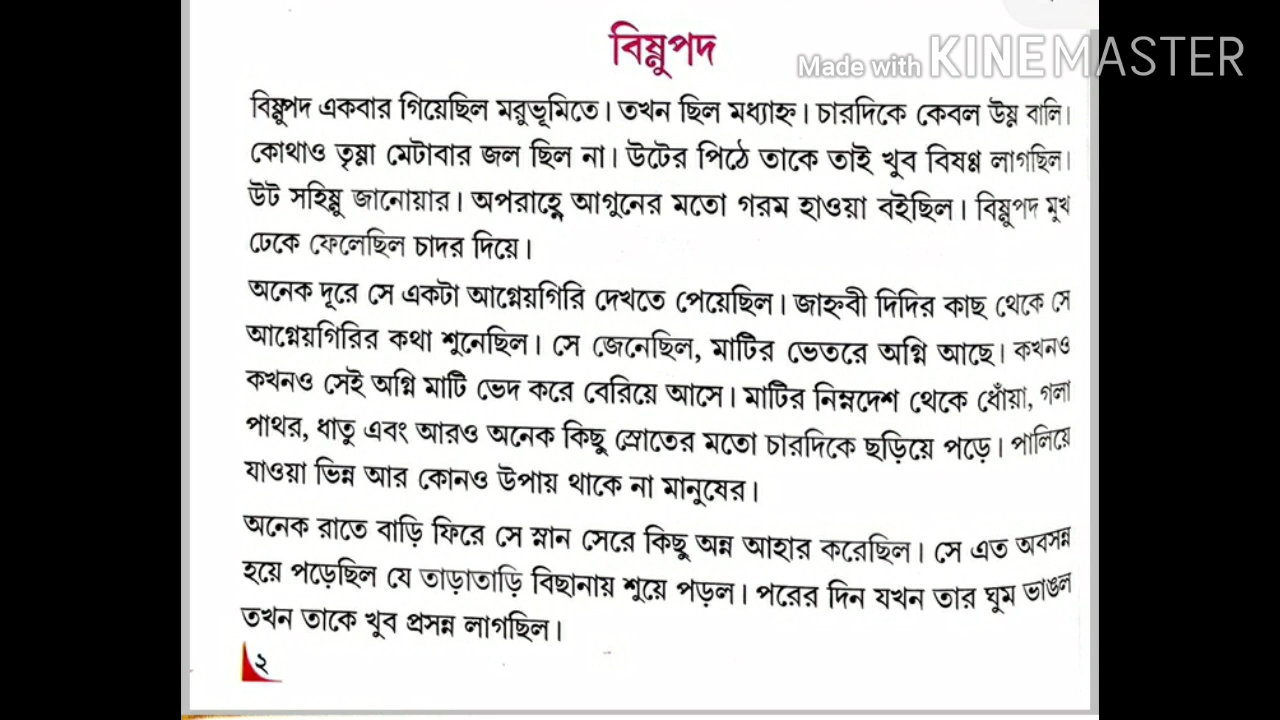 বিষ্ণুপদ
Made with KINEMASTER
বিষ্ণুপদ একবার গিয়েছিল মরুভূমিতে। তখন ছিল মধ্যাহ্ন। চারদিকে কেবল উষ্ণ বালি।
কোথাও তৃষ্ণা মেটাবার জল ছিল না। উটের পিঠে তাকে তাই খুব বিষণ্ণ লাগছিল।
উট সহিষ্ণু জানোয়ার। অপরাহ্ণে আগুনের মতো গরম হাওয়া বইছিল। বিষ্ণুপদ মুখ
ঢেকে ফেলেছিল চাদর দিয়ে।
অনেক দূরে সে একটা আগ্নেয়গিরি দেখতে পেয়েছিল। জাহ্নবী দিদির কাছ থেকে সে
আগ্নেয়গিরির কথা শুনেছিল। সে জেনেছিল, মাটির ভেতরে অগ্নি আছে। কখনও
কখনও সেই অগ্নি মাটি ভেদ করে বেরিয়ে আসে। মাটির নিম্নদেশ থেকে ধোঁয়া, গলা
পাথর, ধাতু এবং আরও অনেক কিছু স্রোতের মতো চারদিকে ছড়িয়ে পড়ে। পালিয়ে
যাওয়া ভিন্ন আর কোনও উপায় থাকে না মানুষের।
অনেক রাতে বাড়ি ফিরে সে স্নান সেরে কিছু অন্ন আহার করেছিল। সে এত অবসন্ন
হয়ে পড়েছিল যে তাড়াতাড়ি বিছানায় শুয়ে পড়ল। পরের দিন যখন তার ঘুম ভাঙল
তখন তাকে খুব প্রসন্ন লাগছিল।
২